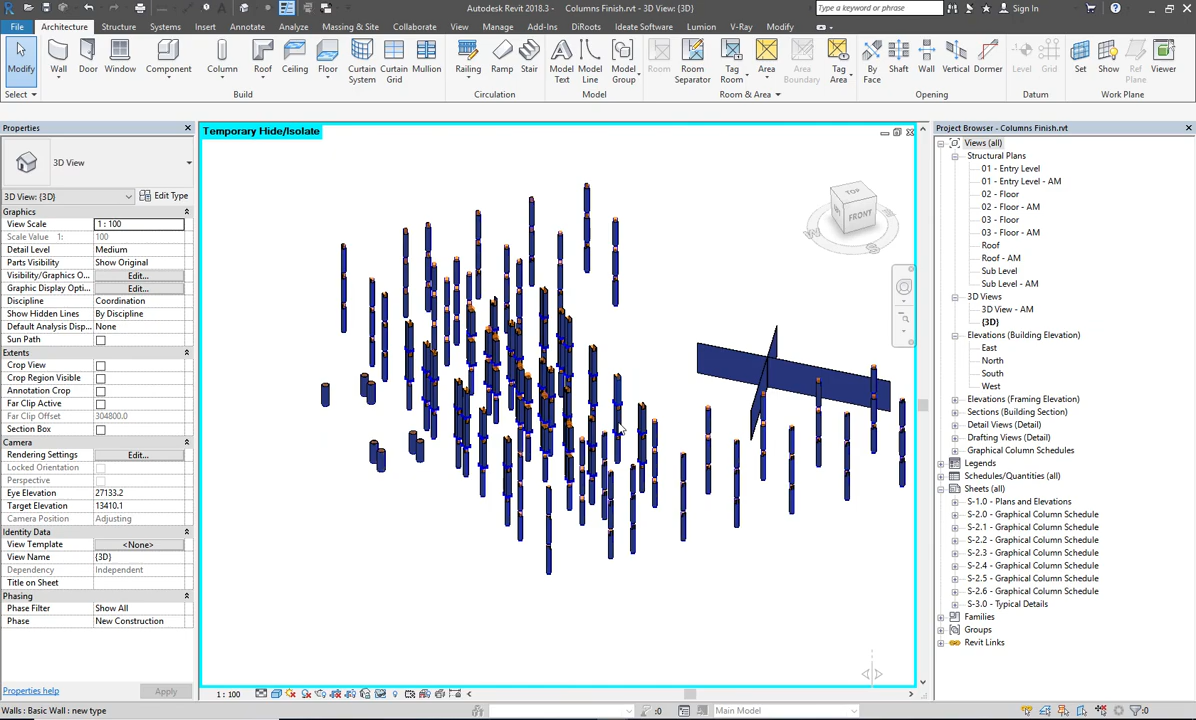 Autodesk Revit 2018.3 - Columns Finish.rvt - 3D View: {3D}
Type a keyword or phrase
Sign In
File Architecture Structure Systems Insert Annotate Analyze Massing & Site Collaborate View Manage Add-Ins DiRoots Ideate Software Lumion V-Ray Modify
Modify Wall Door Window Component Column Roof Ceiling Floor Curtain System Curtain Grid Mullion Railing Ramp Stair Model Text Model Line Model Group Room Room Separator Tag Room Area Area Boundary Tag Area By Face Shaft Wall Vertical Dormer Level Grid Set Show Ref Plane Viewer
Select Build Circulation Model Room & Area Opening Datum Work Plane
Properties
3D View
3D View: {3D}
Edit Type
Graphics
View Scale 1 : 100
Scale Value 1: 100
Detail Level Medium
Parts Visibility Show Original
Visibility/Graphics O... Edit...
Graphic Display Opti... Edit...
Discipline Coordination
Show Hidden Lines By Discipline
Default Analysis Disp... None
Sun Path
Extents
Crop View
Crop Region Visible
Annotation Crop
Far Clip Active
Far Clip Offset 304800.0
Section Box
Camera
Rendering Settings Edit...
Locked Orientation
Perspective
Eye Elevation 27133.2
Target Elevation 13410.1
Camera Position Adjusting
Identity Data
View Template <None>
View Name {3D}
Dependency Independent
Title on Sheet
Phasing
Phase Filter Show All
Phase New Construction
Properties help
Apply
Temporary Hide/Isolate
TOP
FRONT
W
S
1 : 100
Project Browser - Columns Finish.rvt
Views (all)
Structural Plans
01 - Entry Level
01 - Entry Level - AM
02 - Floor
02 - Floor - AM
03 - Floor
03 - Floor - AM
Roof
Roof - AM
Sub Level
Sub Level - AM
3D Views
3D View - AM
{3D}
Elevations (Building Elevation)
East
North
South
West
Elevations (Framing Elevation)
Sections (Building Section)
Detail Views (Detail)
Drafting Views (Detail)
Graphical Column Schedules
Legends
Schedules/Quantities (all)
Sheets (all)
S-1.0 - Plans and Elevations
S-2.0 - Graphical Column Schedule
S-2.1 - Graphical Column Schedule
S-2.2 - Graphical Column Schedule
S-2.3 - Graphical Column Schedule
S-2.4 - Graphical Column Schedule
S-2.5 - Graphical Column Schedule
S-2.6 - Graphical Column Schedule
S-3.0 - Typical Details
Families
Groups
Revit Links
Walls : Basic Wall : new type
:0
Main Model
:0